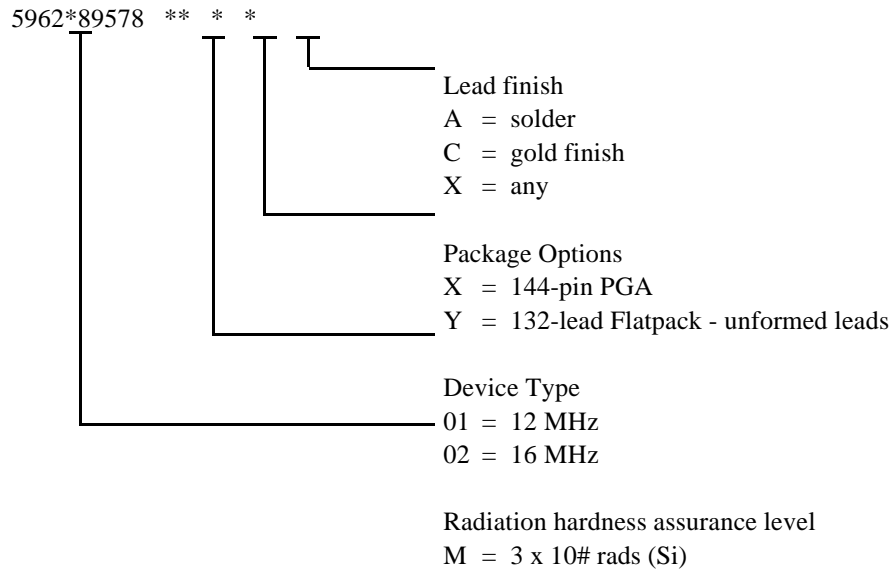 5962*89578 ** * *
Lead finish
A = solder
C = gold finish
X = any
Package Options
X = 144-pin PGA
Y = 132-lead Flatpack - unformed leads
Device Type
01 = 12 MHz
02 = 16 MHz
Radiation hardness assurance level
M = 3 x 10# rads (Si)